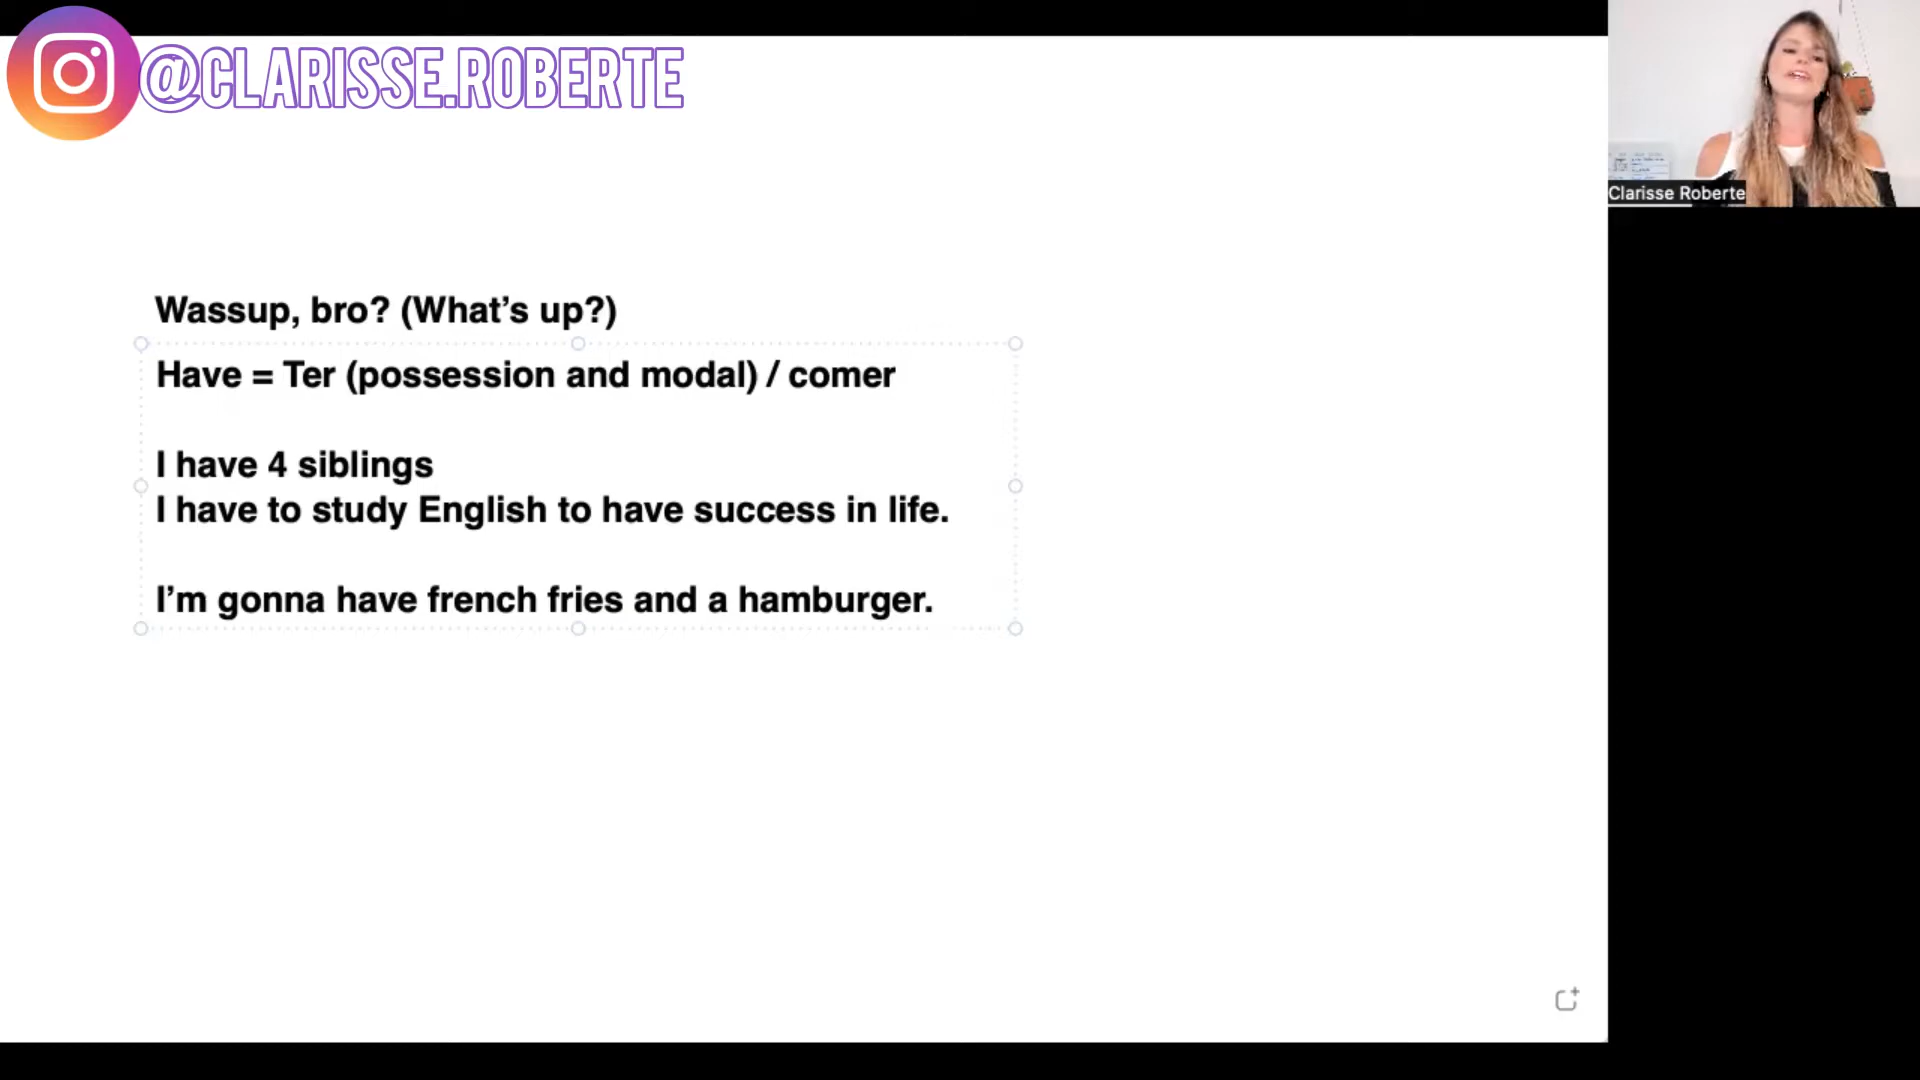 @CLARISSE.ROBERTE
Clarisse Roberte
Wassup, bro? (What’s up?)
Have = Ter (possession and modal) / comer
I have 4 siblings
I have to study English to have success in life.
I’m gonna have french fries and a hamburger.